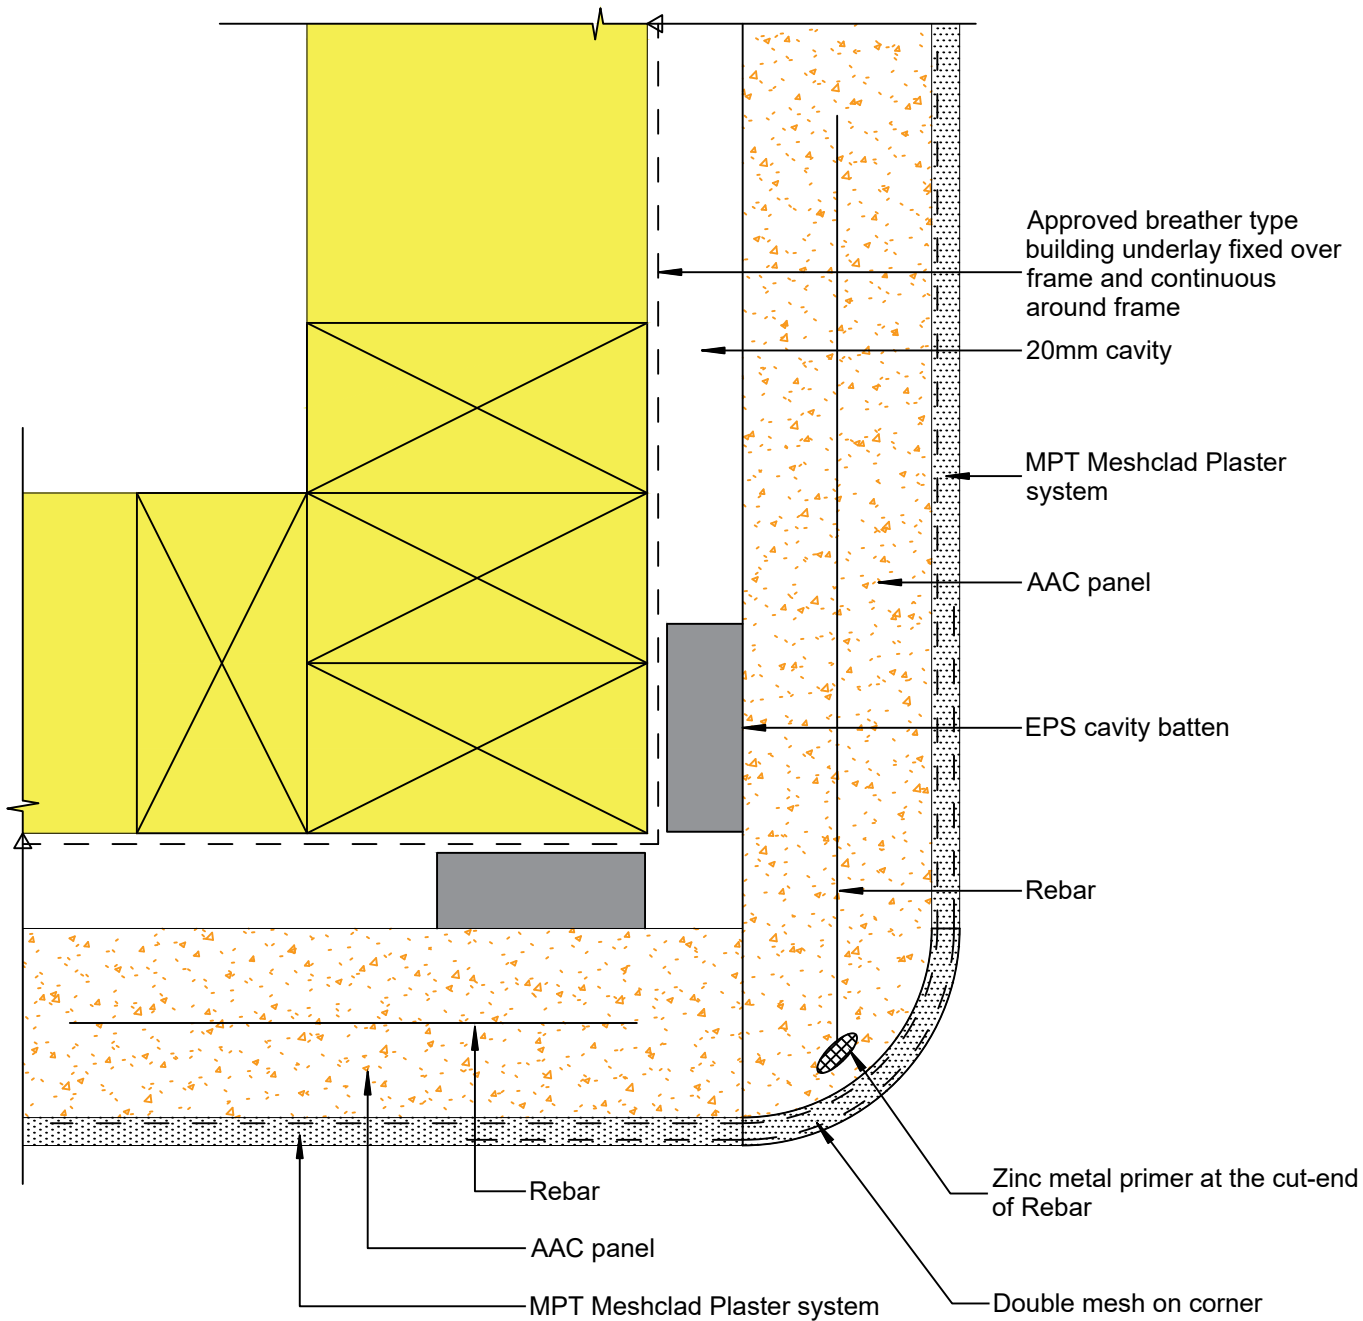 Approved breather type
building underlay fixed over
frame and continuous
around frame
20mm cavity
MPT Meshclad Plaster
system
AAC panel
EPS cavity batten
Rebar
Zinc metal primer at the cut-end
of Rebar
Rebar
AAC panel
MPT Meshclad Plaster system
Double mesh on corner